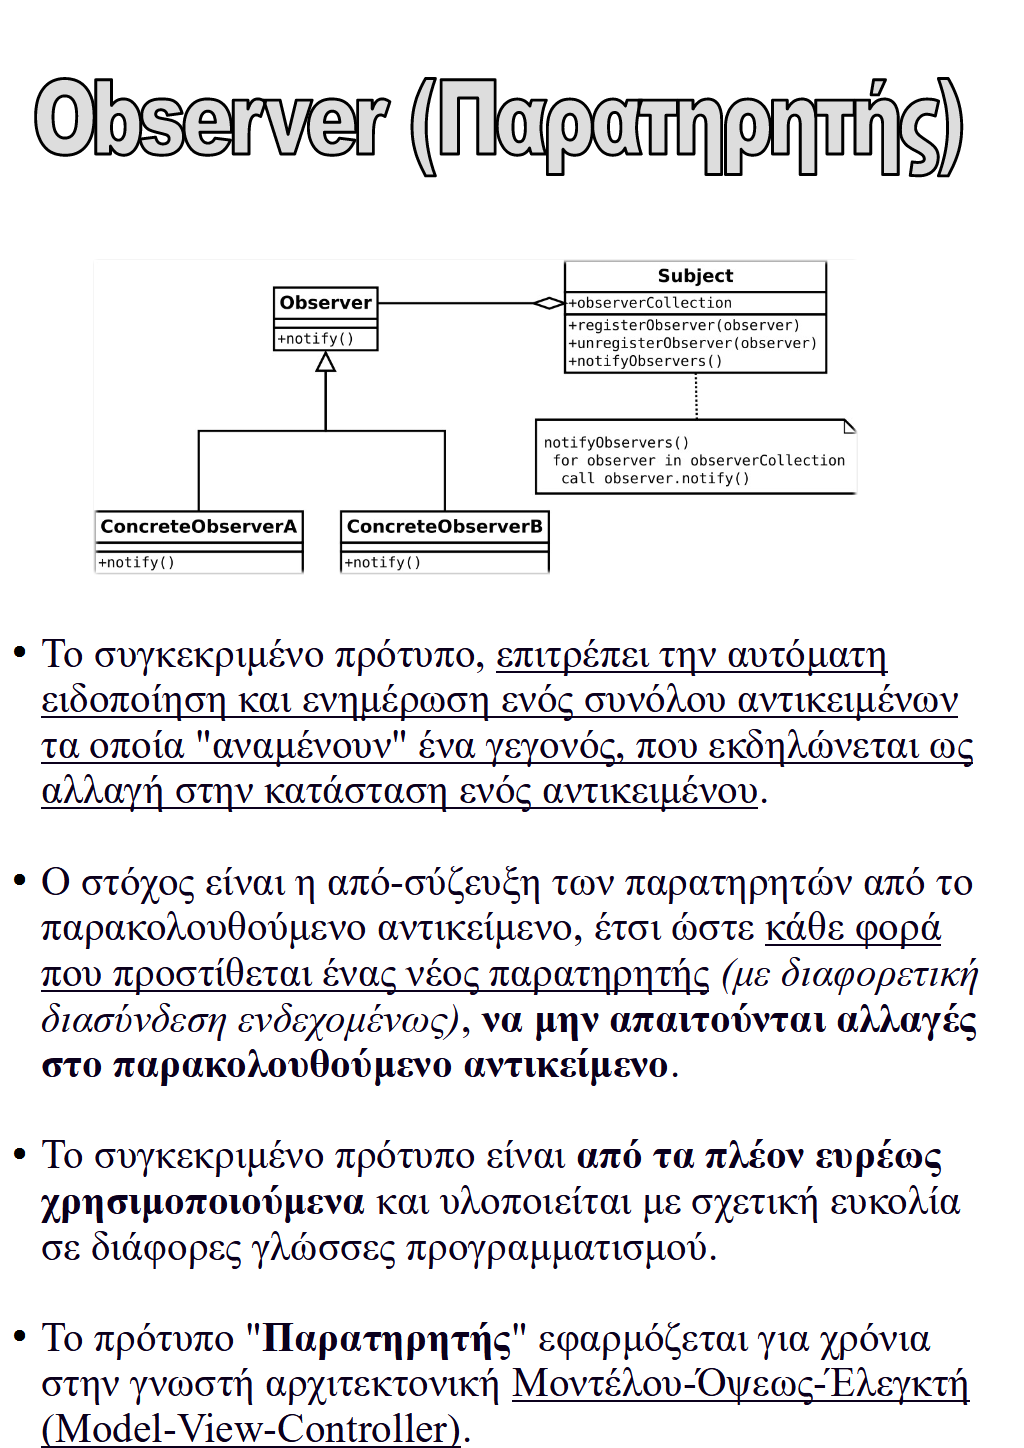 Observer (Παρατηρητής)
Observer
+notify()
Subject
+observerCollection
+registerObserver(observer)
+unregisterObserver(observer)
+notifyObservers()
notifyObservers()
for observer in observerCollection
call observer.notify()
ConcreteObserverA
+notify()
ConcreteObserverB
+notify()
• Το συγκεκριμένο πρότυπο, επιτρέπει την αυτόματη
ειδοποίηση και ενημέρωση ενός συνόλου αντικειμένων
τα οποία "αναμένουν" ένα γεγονός, που εκδηλώνεται ως
αλλαγή στην κατάσταση ενός αντικειμένου.
• Ο στόχος είναι η από-σύζευξη των παρατηρητών από το
παρακολουθούμενο αντικείμενο, έτσι ώστε κάθε φορά
που προστίθεται ένας νέος παρατηρητής (με διαφορετική
διασύνδεση ενδεχομένως), να μην απαιτούνται αλλαγές
στο παρακολουθούμενο αντικείμενο.
• Το συγκεκριμένο πρότυπο είναι από τα πλέον ευρέως
χρησιμοποιούμενα και υλοποιείται με σχετική ευκολία
σε διάφορες γλώσσες προγραμματισμού.
• Το πρότυπο "Παρατηρητής" εφαρμόζεται για χρόνια
στην γνωστή αρχιτεκτονική Μοντέλου-Όψεως-Έλεγκτή
(Model-View-Controller).